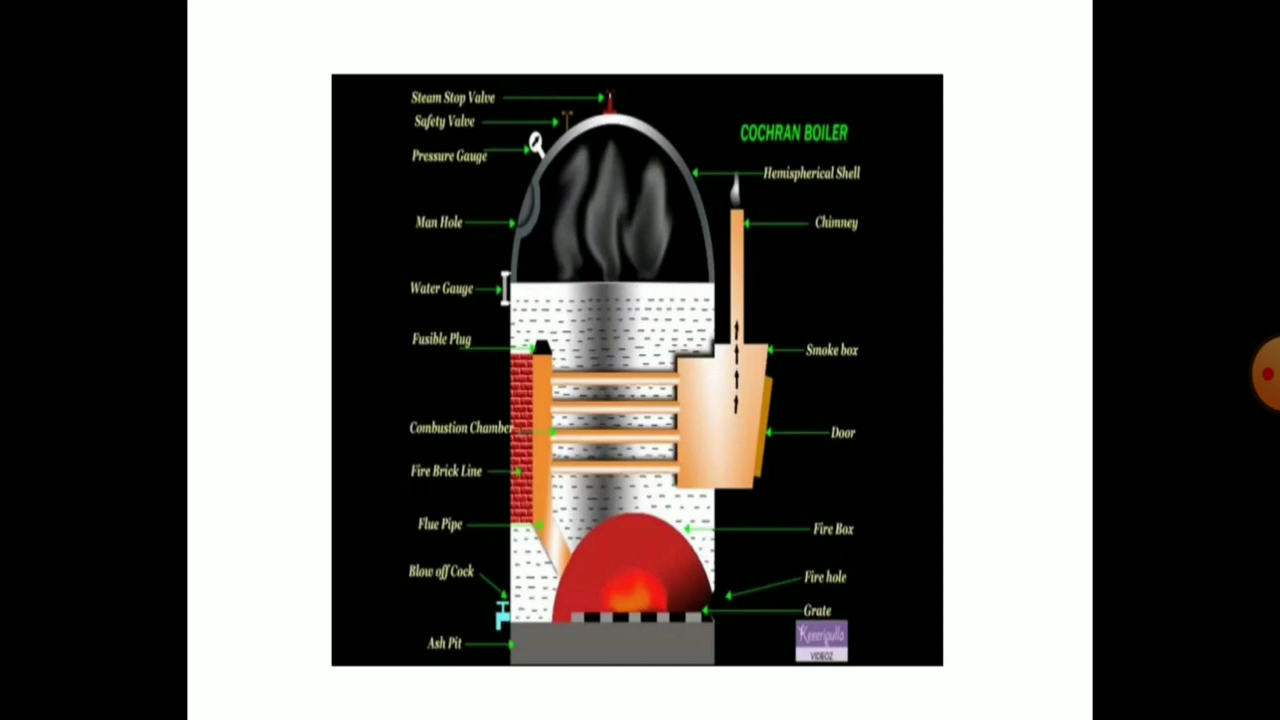 Steam Stop Valve
Safety Valve
COCHRAN BOILER
Pressure Gauge
Hemispherical Shell
Man Hole
Chimney
Water Gauge
Fusible Plug
Smoke box
Combustion Chamber
Door
Fire Brick Line
Flue Pipe
Fire Box
Blow off Cock
Fire hole
Grate
Ash Pit
VIDEOZ